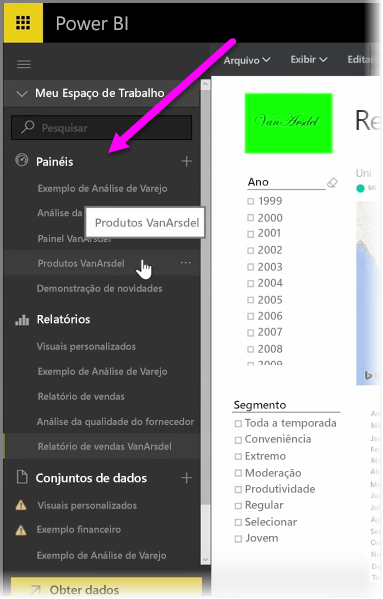 Power BI
Arquivo
Exibir
Editar
Meu Espaço de Trabalho
Pesquisar
Painéis
Exemplo de Análise de Varejo
Análise da
Produtos VanArsdel
Painel VanArsdel
Produtos VanArsdel
Demonstração de novidades
Relatórios
Visuais personalizados
Exemplo de Análise de Varejo
Relatório de vendas
Análise da qualidade do fornecedor
Relatório de vendas VanArsdel
Conjuntos de dados
Visuais personalizados
Exemplo financeiro
Exemplo de Análise de Varejo
Obter dados
Van Arsdel
Re
Ano
1999
2000
2001
2002
2003
2004
2005
2006
2007
2008
2009
Uni
Mi
Segmento
Toda a temporada
Conveniência
Extremo
Moderação
Produtividade
Regular
Selecionar
Jovem